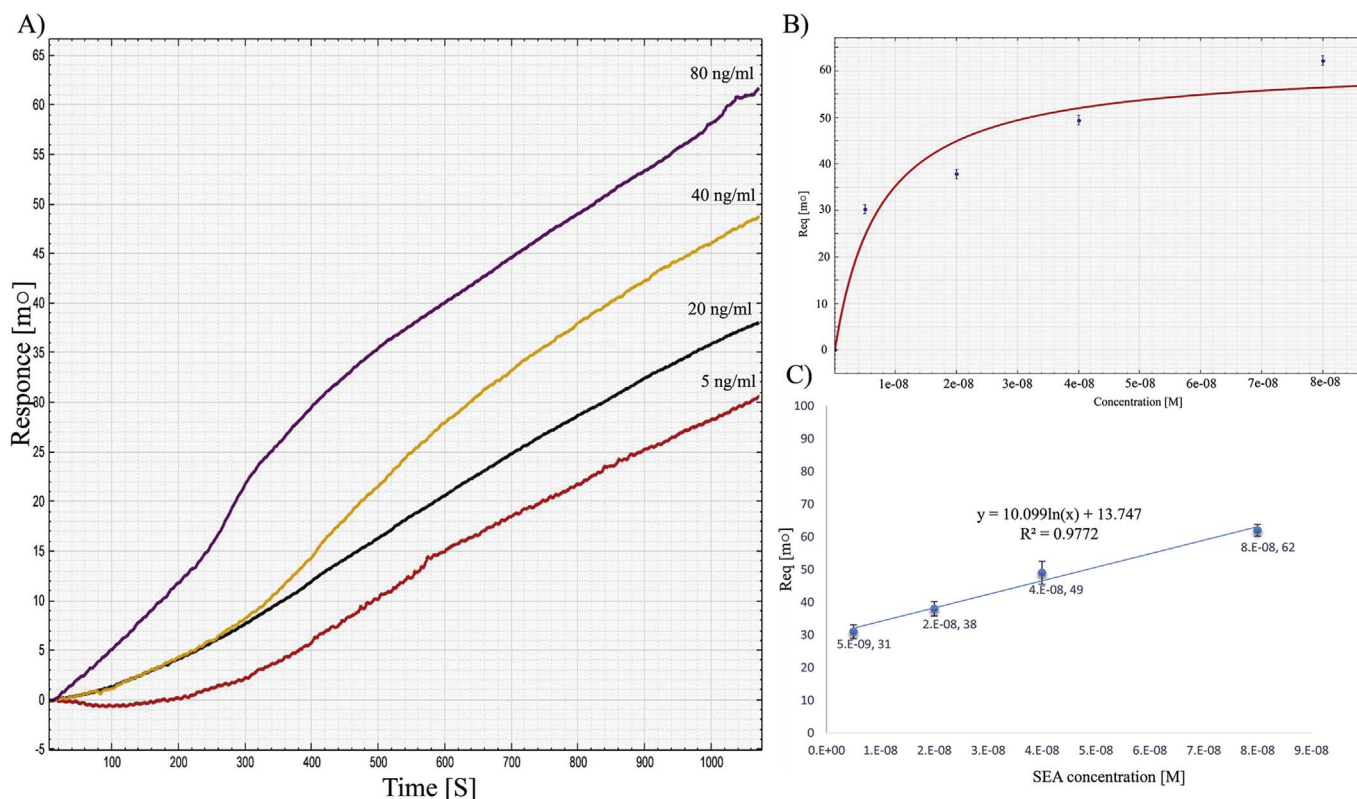 A)
Responce [m○]
65
60
55
50
45
40
35
30
25
20
15
10
5
0
-5
80 ng/ml
40 ng/ml
20 ng/ml
5 ng/ml
100 200 300 400 500 600 700 800 900 1000
Time [S]
B)
Req [m○]
60
50
40
30
20
10
0
1e-08 2e-08 3e-08 4e-08 5e-08 6e-08 7e-08 8e-08
Concentration [M]
C)
Req [m○]
100
90
80
70
60
50
40
30
20
10
0
y = 10.099ln(x) + 13.747
R² = 0.9772
8.E-08, 62
4.E-08, 49
2.E-08, 38
5.E-09, 31
0.E+00 1.E-08 2.E-08 3.E-08 4.E-08 5.E-08 6.E-08 7.E-08 8.E-08 9.E-08
SEA concentration [M]